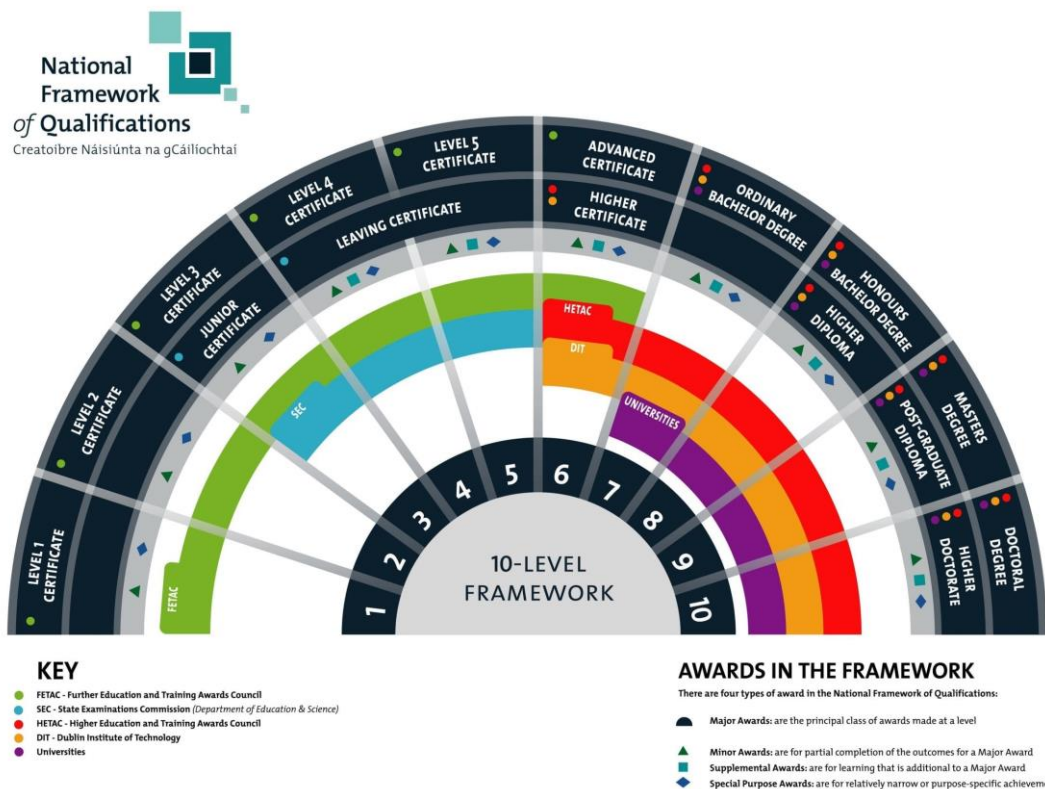 National
Framework
of Qualifications
Creatoibre Náisiúnta na gCáilíochtaí
LEVEL 1
CERTIFICATE
LEVEL 2
CERTIFICATE
LEVEL 3
CERTIFICATE
LEVEL 4
CERTIFICATE
LEVEL 5
CERTIFICATE
ADVANCED
CERTIFICATE
ORDINARY
BACHELOR DEGREE
HONOURS
BACHELOR DEGREE
MASTERS
DEGREE
DOCTORAL
DEGREE
JUNIOR
CERTIFICATE
LEAVING CERTIFICATE
HIGHER
CERTIFICATE
HIGHER
DIPLOMA
POST-GRADUATE
DIPLOMA
HIGHER
DOCTORATE
FETAC
SEC
HETAC
DIT
UNIVERSITIES
1
2
3
4
5
6
7
8
9
10
10-LEVEL
FRAMEWORK
KEY
FETAC - Further Education and Training Awards Council
SEC - State Examinations Commission (Department of Education & Science)
HETAC - Higher Education and Training Awards Council
DIT - Dublin Institute of Technology
Universities
AWARDS IN THE FRAMEWORK
There are four types of award in the National Framework of Qualifications:
Major Awards: are the principal class of awards made at a level
Minor Awards: are for partial completion of the outcomes for a Major Award
Supplemental Awards: are for learning that is additional to a Major Award
Special Purpose Awards: are for relatively narrow or purpose-specific achieveme